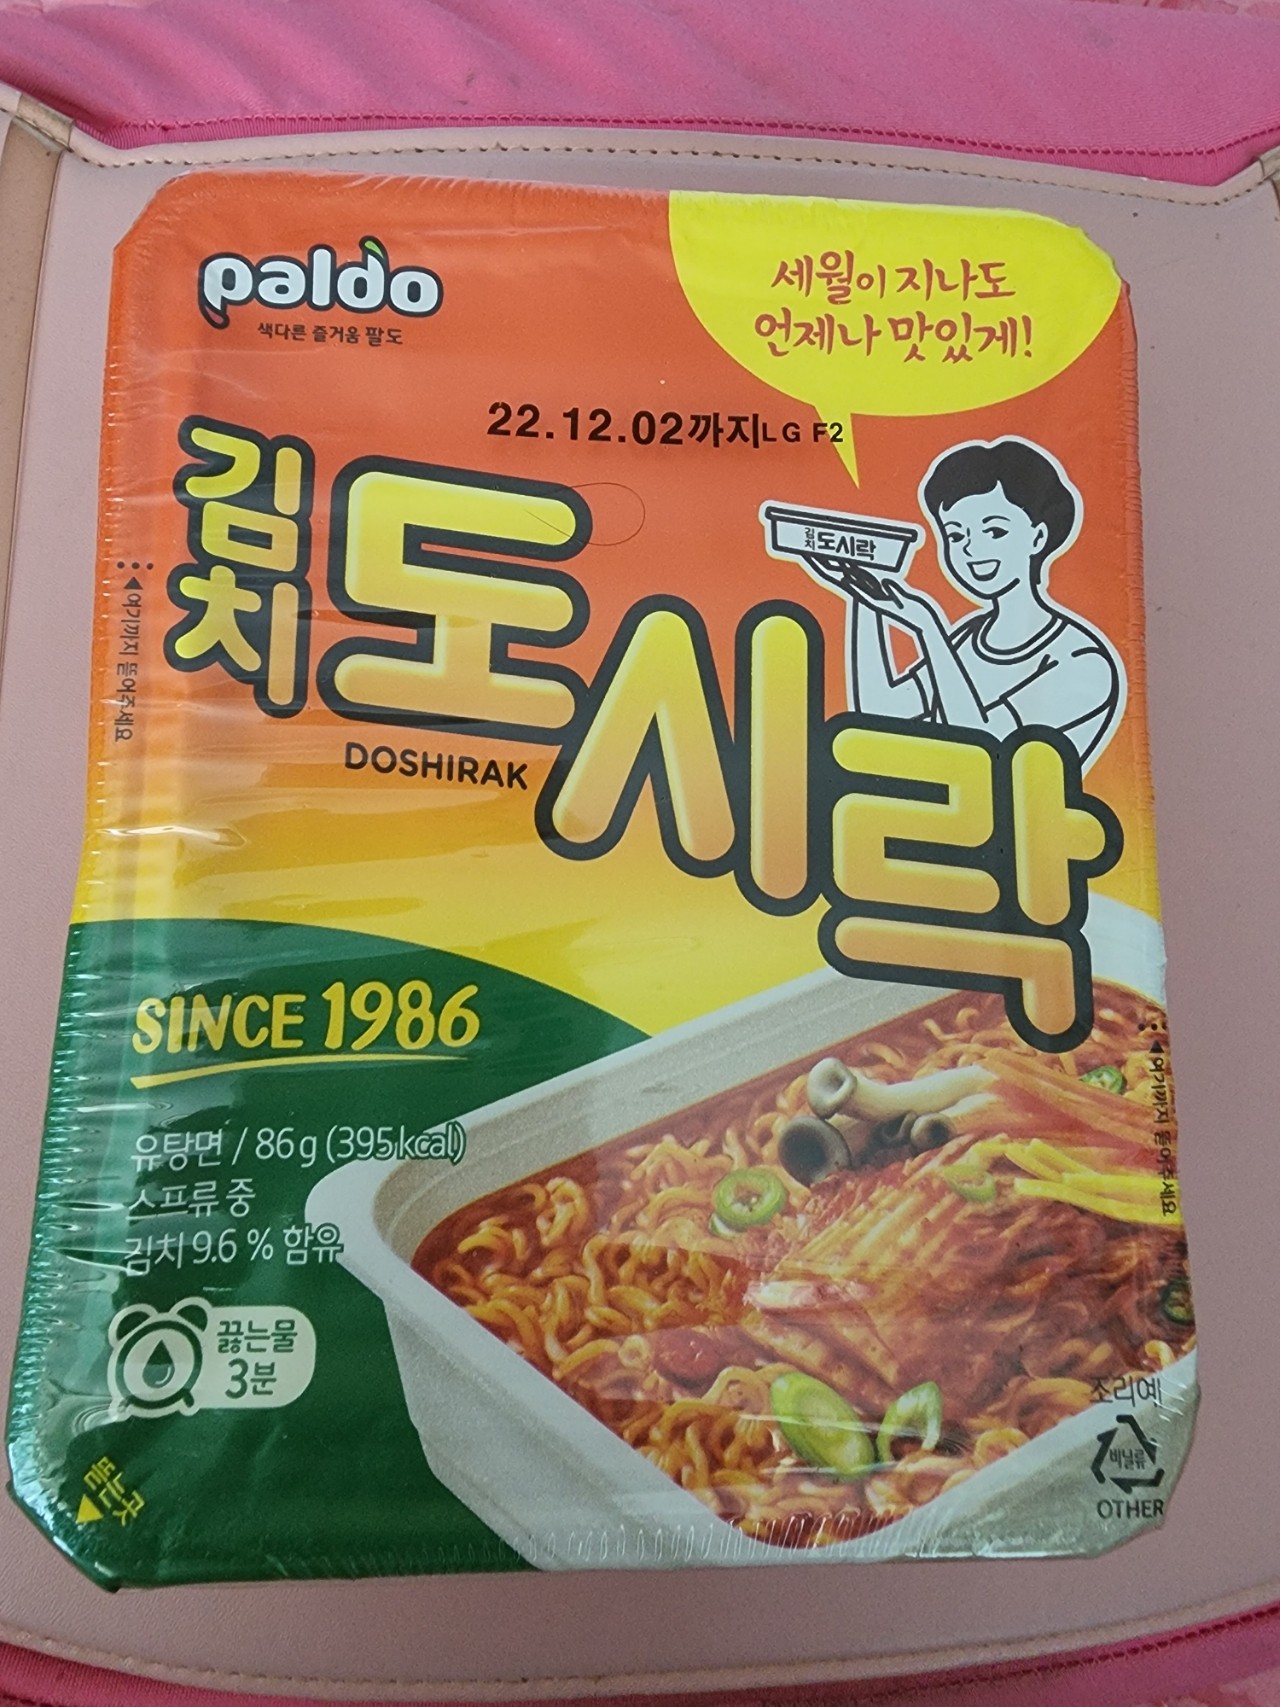 paldo
색다른 즐거움 팔도
세월이 지나도
언제나 맛있게!
22.12.02까지LG F2
김치
도시락
김치 도시락
DOSHIRAK
여기까지 뜯어주세요
SINCE 1986
유탕면 / 86g (395kcal)
스프류 중
김치 9.6 % 함유
끓는물
3분
여기까지 뜯어주세요
조리예
비닐류
OTHER
뜯는곳